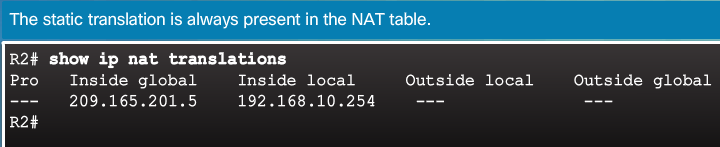 The static translation is always present in the NAT table.
R2# show ip nat translations
Pro Inside global Inside local Outside local Outside global
--- 209.165.201.5 192.168.10.254 --- ---
R2#